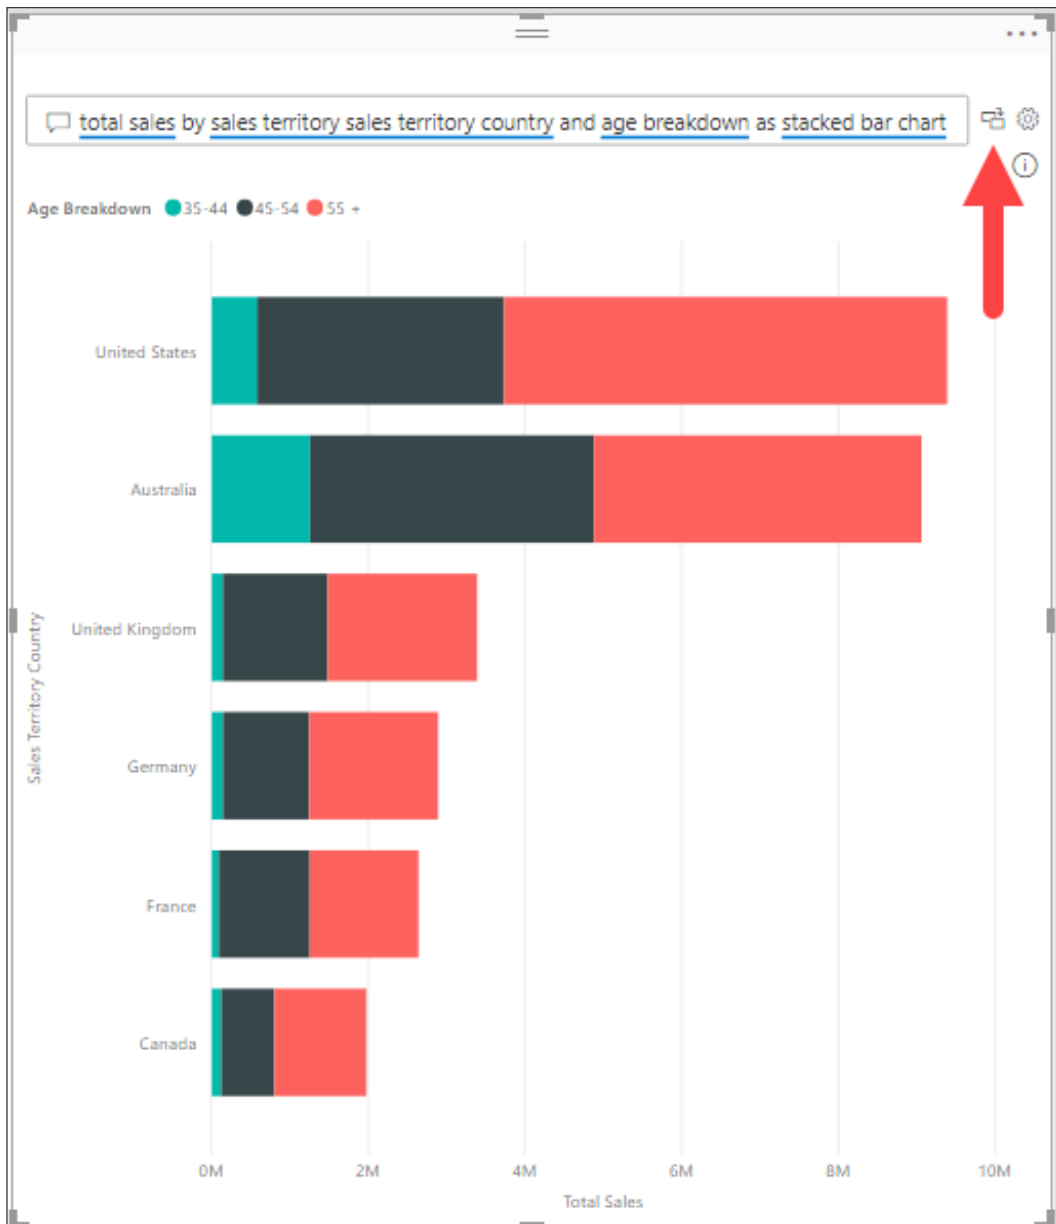 total sales by sales territory sales territory country and age breakdown as stacked bar chart
Age Breakdown 35-44 45-54 55 +
United States
Australia
United Kingdom
Germany
France
Canada
Sales Territory Country
0M 2M 4M 6M 8M 10M
Total Sales